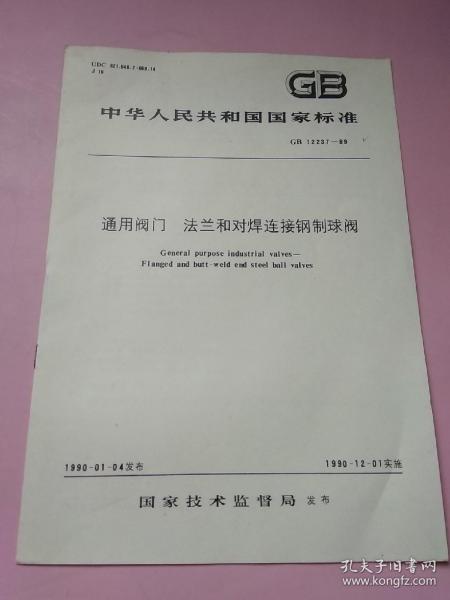 UDC 621.646.7-669.14
J 16
GB
中华人民共和国国家标准
GB 12237—89
通用阀门 法兰和对焊连接钢制球阀
General purpose industrial valves—
Flanged and butt-weld end steel ball valves
1990-01-04发布
1990-12-01实施
国家技术监督局 发布
孔夫子旧书网
www.kongfz.com